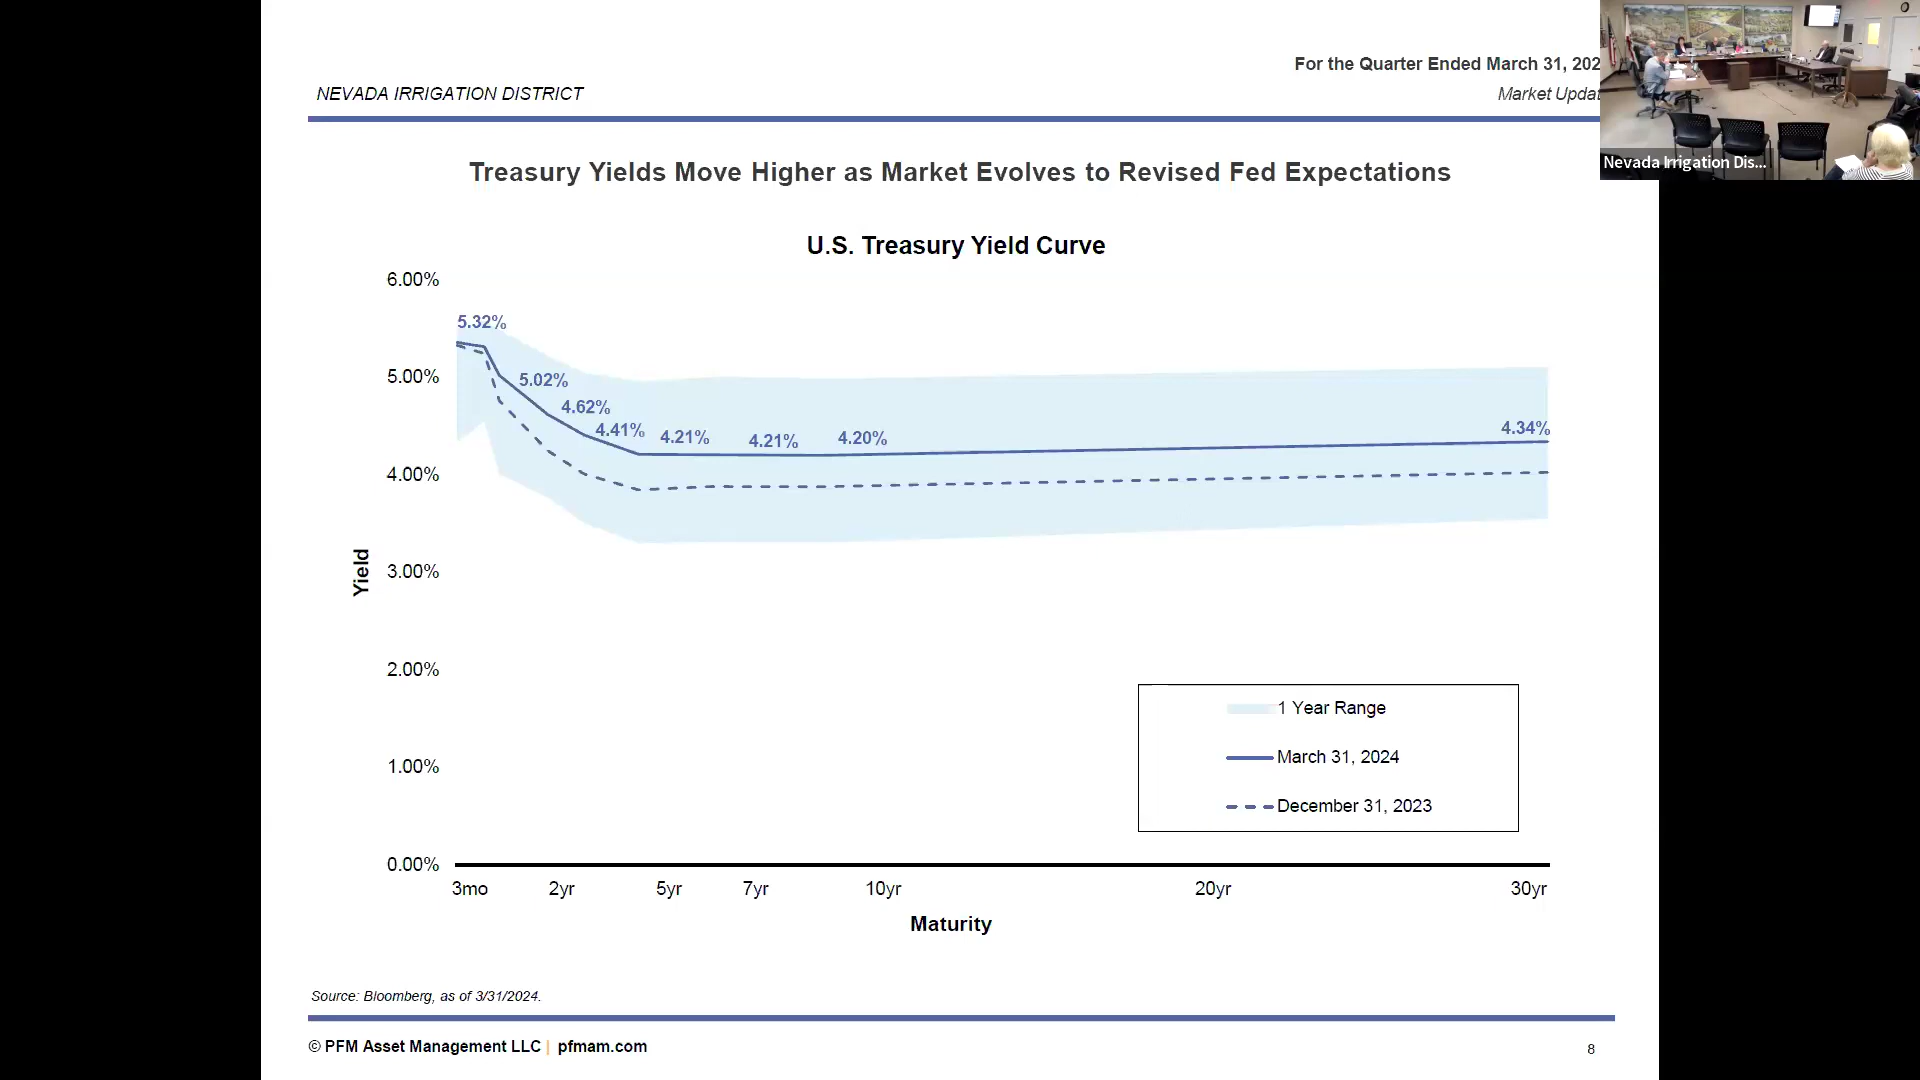 For the Quarter Ended March 31, 202
NEVADA IRRIGATION DISTRICT
Market Updat
Nevada Irrigation Dis...
Treasury Yields Move Higher as Market Evolves to Revised Fed Expectations
U.S. Treasury Yield Curve
6.00%
5.32%
5.00%
5.02%
4.62%
4.41%
4.21%
4.21%
4.20%
4.34%
4.00%
Yield
3.00%
2.00%
1 Year Range
March 31, 2024
1.00%
December 31, 2023
0.00%
3mo 2yr 5yr 7yr 10yr 20yr 30yr
Maturity
Source: Bloomberg, as of 3/31/2024.
© PFM Asset Management LLC | pfmam.com
8